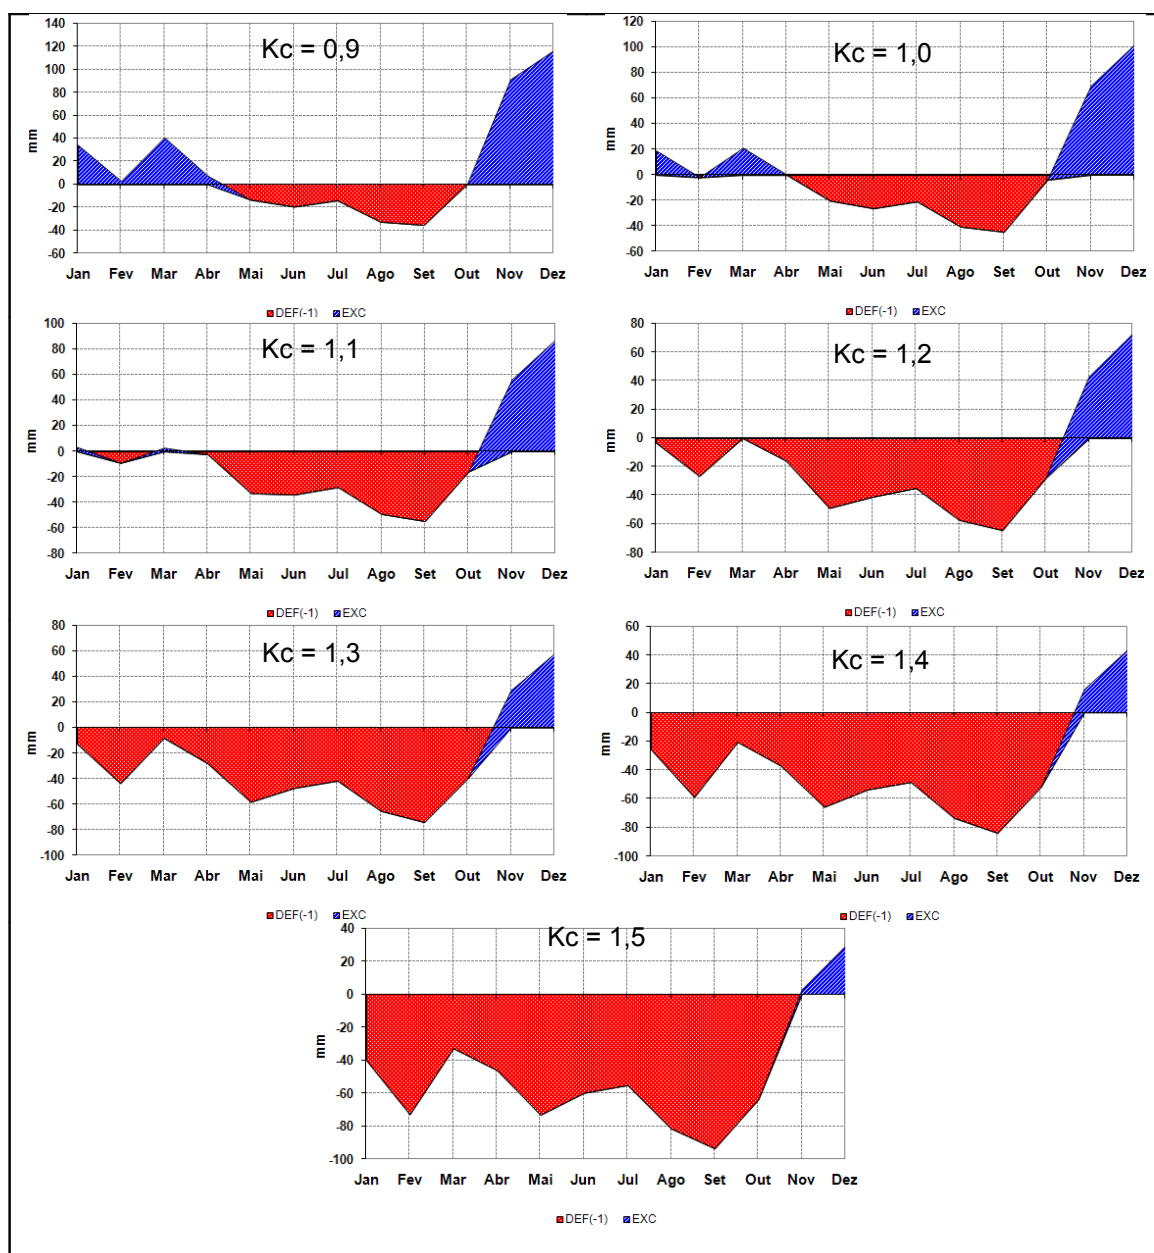 Kc = 0,9
mm
140
120
100
80
60
40
20
0
-20
-40
-60
Jan Fev Mar Abr Mai Jun Jul Ago Set Out Nov Dez
DEF(-1) EXC
Kc = 1,0
mm
120
100
80
60
40
20
0
-20
-40
-60
Jan Fev Mar Abr Mai Jun Jul Ago Set Out Nov Dez
DEF(-1) EXC
Kc = 1,1
mm
100
80
60
40
20
0
-20
-40
-60
-80
Jan Fev Mar Abr Mai Jun Jul Ago Set Out Nov Dez
DEF(-1) EXC
Kc = 1,2
mm
80
60
40
20
0
-20
-40
-60
-80
Jan Fev Mar Abr Mai Jun Jul Ago Set Out Nov Dez
DEF(-1) EXC
Kc = 1,3
mm
80
60
40
20
0
-20
-40
-60
-80
-100
Jan Fev Mar Abr Mai Jun Jul Ago Set Out Nov Dez
DEF(-1) EXC
Kc = 1,4
mm
60
40
20
0
-20
-40
-60
-80
-100
Jan Fev Mar Abr Mai Jun Jul Ago Set Out Nov Dez
DEF(-1) EXC
Kc = 1,5
mm
40
20
0
-20
-40
-60
-80
-100
Jan Fev Mar Abr Mai Jun Jul Ago Set Out Nov Dez
DEF(-1) EXC